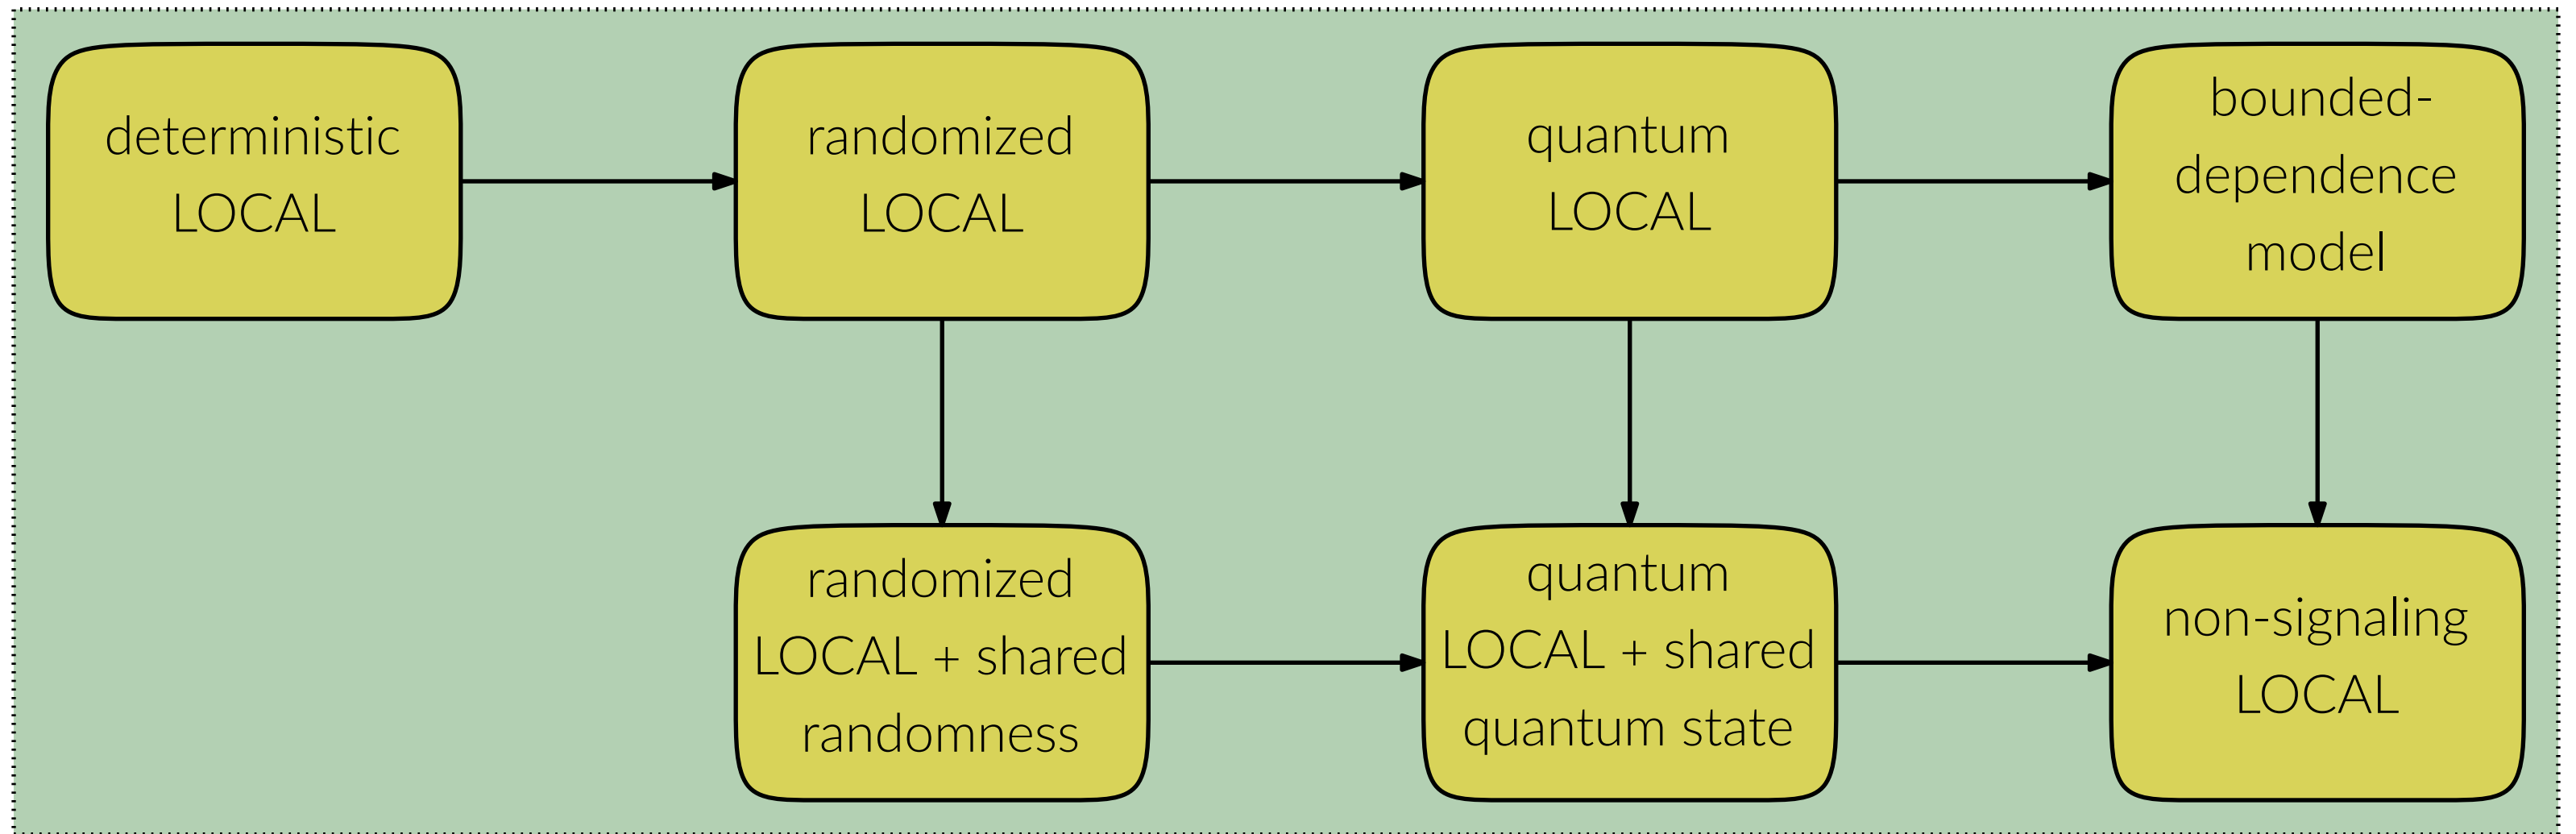 deterministic
LOCAL
randomized
LOCAL
quantum
LOCAL
bounded-
dependence
model
randomized
LOCAL + shared
randomness
quantum
LOCAL + shared
quantum state
non-signaling
LOCAL